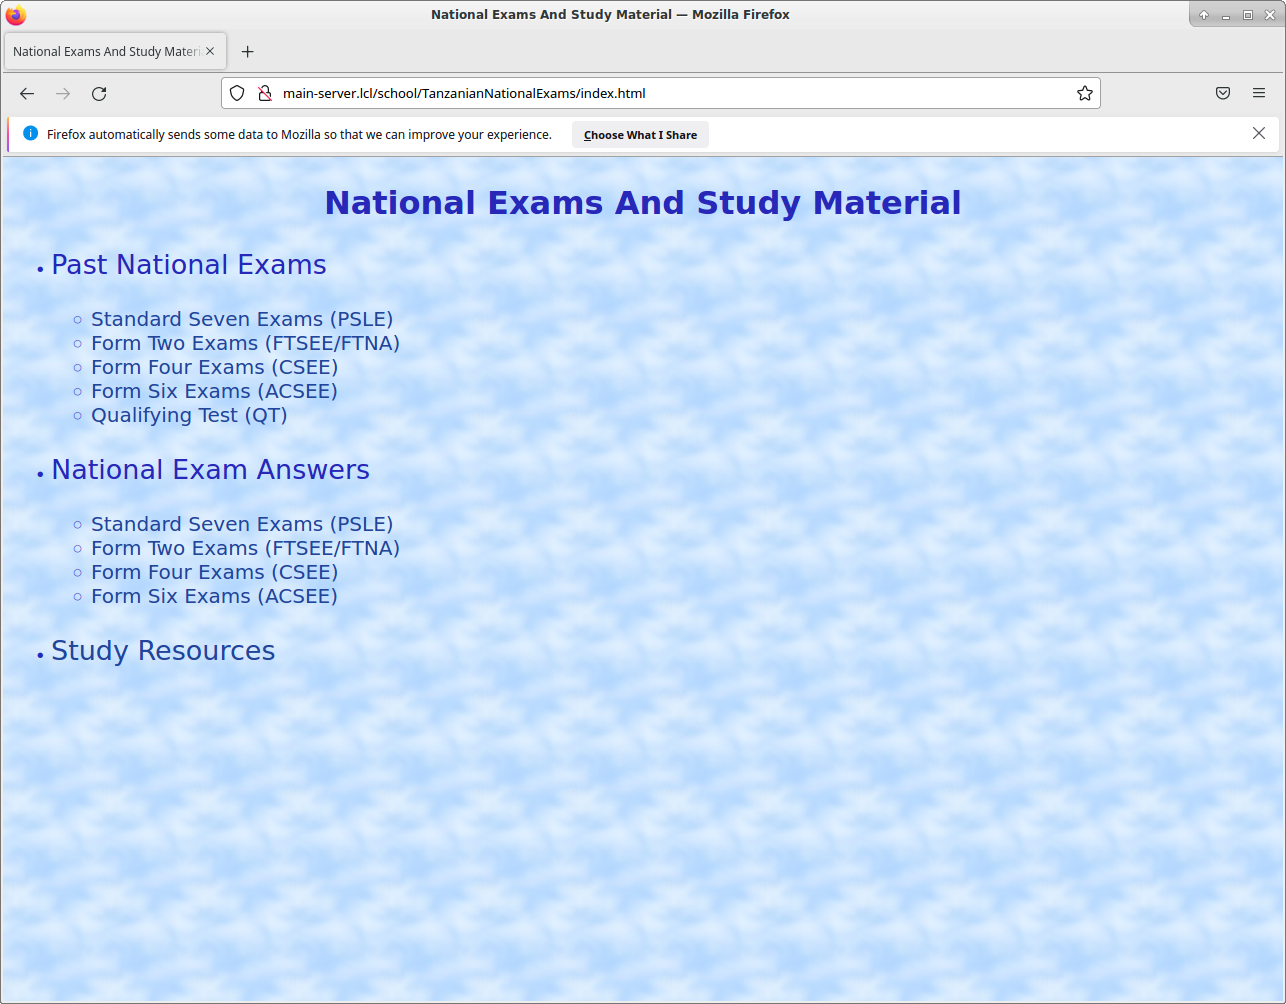 National Exams And Study Material — Mozilla Firefox
National Exams And Study Materi
main-server.lcl/school/TanzanianNationalExams/index.html
Firefox automatically sends some data to Mozilla so that we can improve your experience. Choose What I Share
National Exams And Study Material
Past National Exams
Standard Seven Exams (PSLE)
Form Two Exams (FTSEE/FTNA)
Form Four Exams (CSEE)
Form Six Exams (ACSEE)
Qualifying Test (QT)
National Exam Answers
Standard Seven Exams (PSLE)
Form Two Exams (FTSEE/FTNA)
Form Four Exams (CSEE)
Form Six Exams (ACSEE)
Study Resources